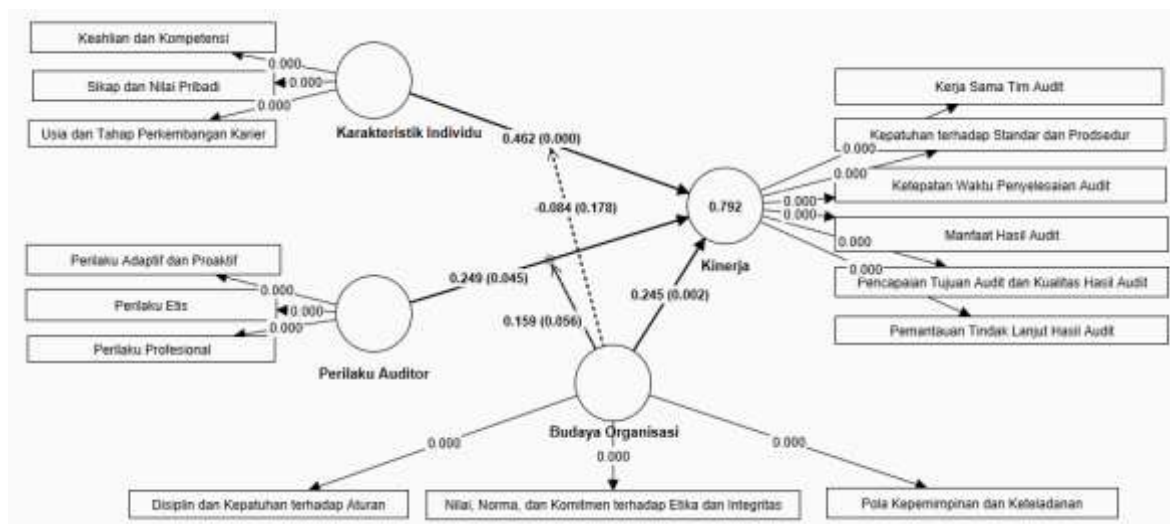 Keahlian dan Kompetensi
0.000
Sikap dan Nilai Pribadi
0.000
0.000
Usia dan Tahap Perkembangan Karier
Karakteristik Individu
0.462 (0.000)
-0.084 (0.178)
Perilaku Adaptif dan Proaktif
0.000
Perilaku Etis
0.000
0.000
Perilaku Profesional
Perilaku Auditor
0.249 (0.045)
0.159 (0.056)
0.245 (0.002)
0.792
Kinerja
Kerja Sama Tim Audit
0.000
Kepatuhan terhadap Standar dan Prodsedur
0.000
Ketepatan Waktu Penyelesaian Audit
0.000
0.000
Manfaat Hasil Audit
0.000
0.000
Pencapaian Tujuan Audit dan Kualitas Hasil Audit
Pemantauan Tindak Lanjut Hasil Audit
Budaya Organisasi
0.000
0.000
0.000
Disiplin dan Kepatuhan terhadap Aturan
Nilai, Norma, dan Komitmen terhadap Etika dan Integritas
Pola Kepemimpinan dan Keteladanan